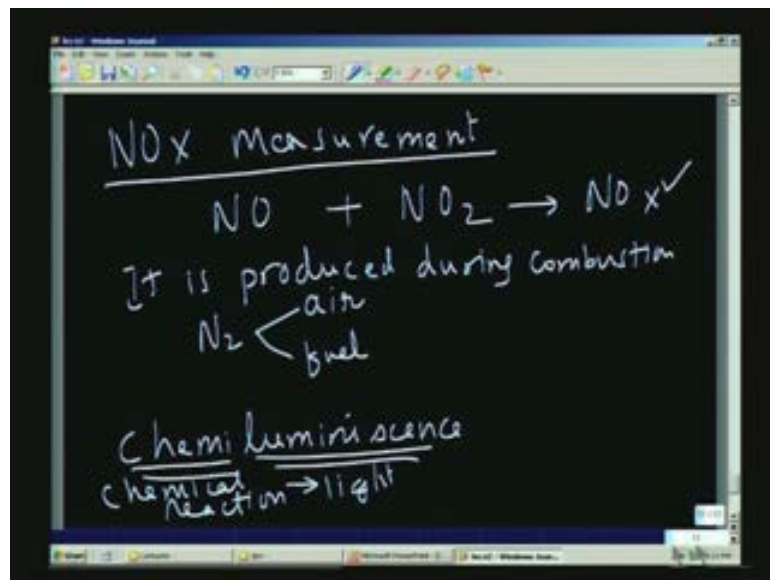 NOx Measurement
NO + NO2 → NOx✓
It is produced during combustion
N2 < air
fuel
Chemiluminiscence
chemical reaction → light